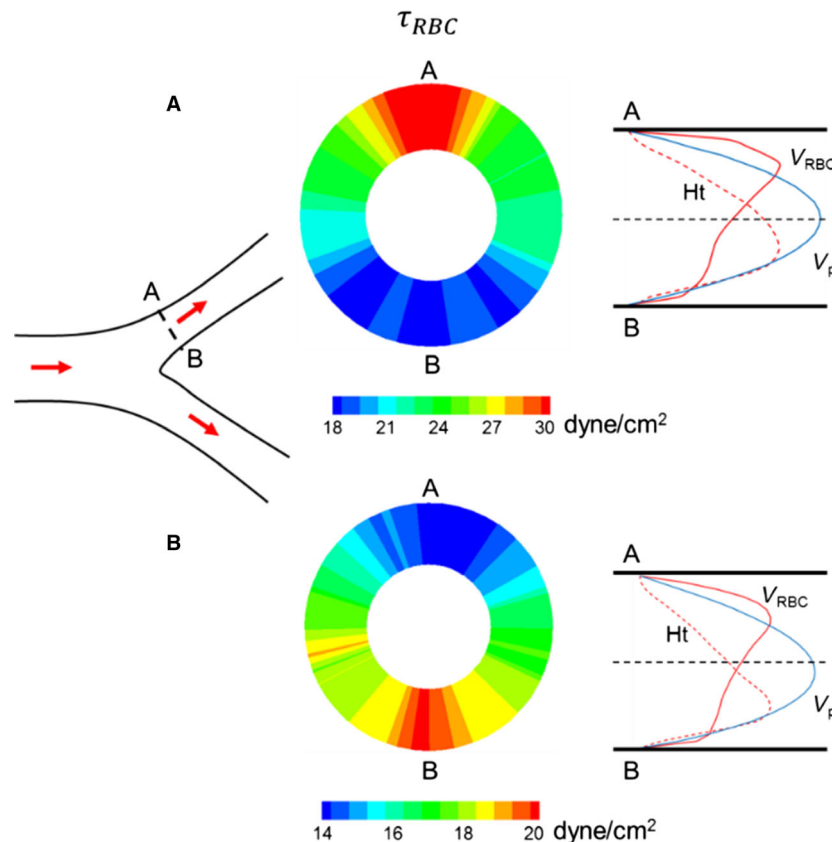 τ_RBC
A
A
B
A
V_RBC
Ht
B
A
B
18 21 24 27 30 dyne/cm²
B
A
B
A
V_RBC
Ht
B
14 16 18 20 dyne/cm²